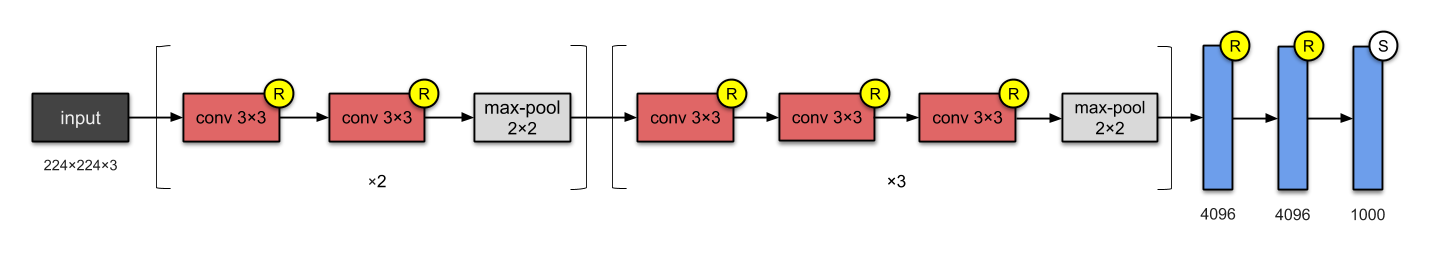 input
224×224×3
conv 3×3
R
conv 3×3
R
max-pool
2×2
×2
conv 3×3
R
conv 3×3
R
conv 3×3
R
max-pool
2×2
×3
R
4096
R
4096
S
1000